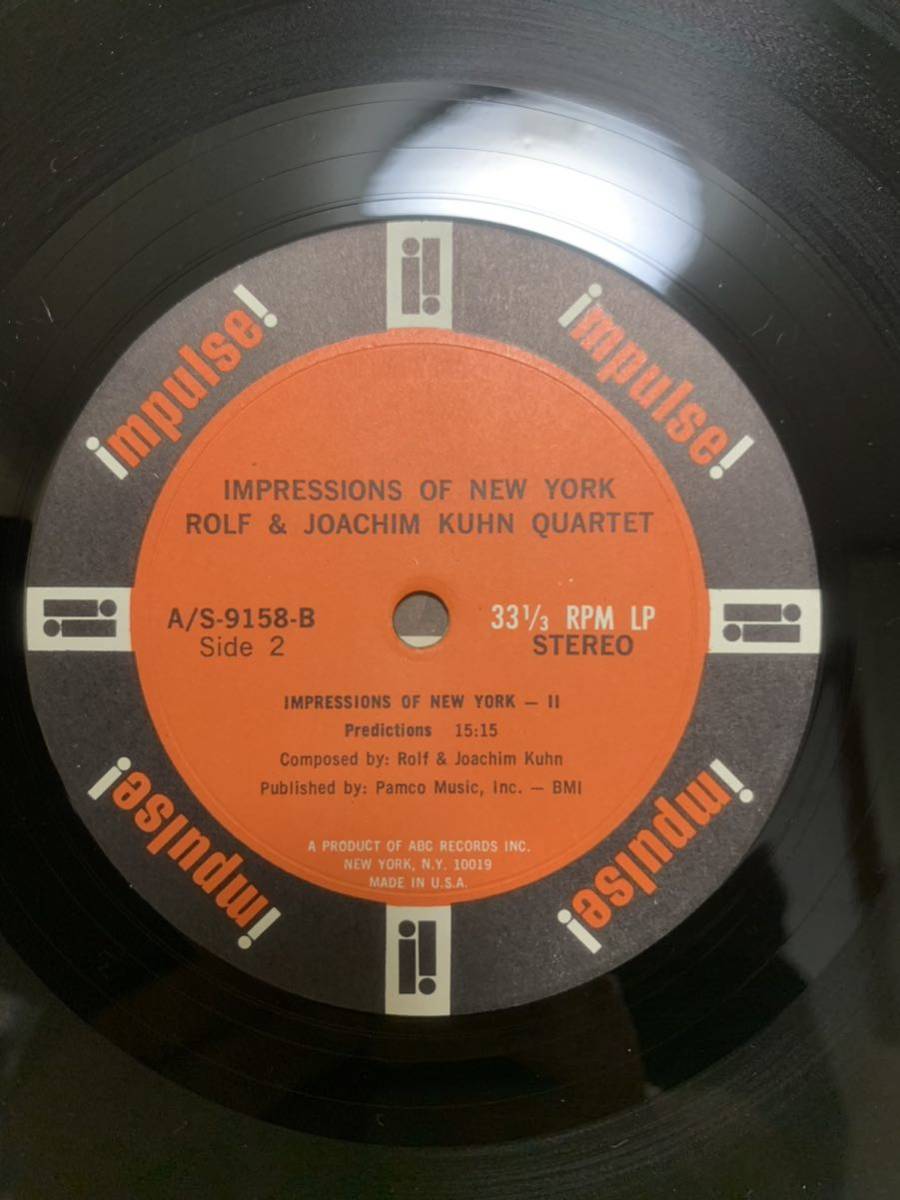 impulse!
impulse!
IMPRESSIONS OF NEW YORK
ROLF & JOACHIM KUHN QUARTET
A/S-9158-B
Side 2
33⅓ RPM LP
STEREO
IMPRESSIONS OF NEW YORK — II
Predictions 15:15
Composed by: Rolf & Joachim Kuhn
Published by: Pamco Music, Inc. — BMI
A PRODUCT OF ABC RECORDS INC.
NEW YORK, N.Y. 10019
MADE IN U.S.A.
impulse!
impulse!